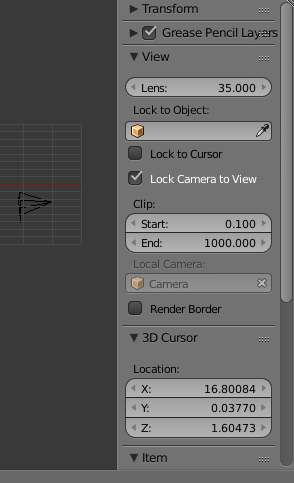 Transform
Grease Pencil Layers
View
Lens: 35.000
Lock to Object:
Lock to Cursor
Lock Camera to View
Clip:
Start: 0.100
End: 1000.000
Local Camera:
Camera
Render Border
3D Cursor
Location:
X: 16.80084
Y: 0.03770
Z: 1.60473
Item